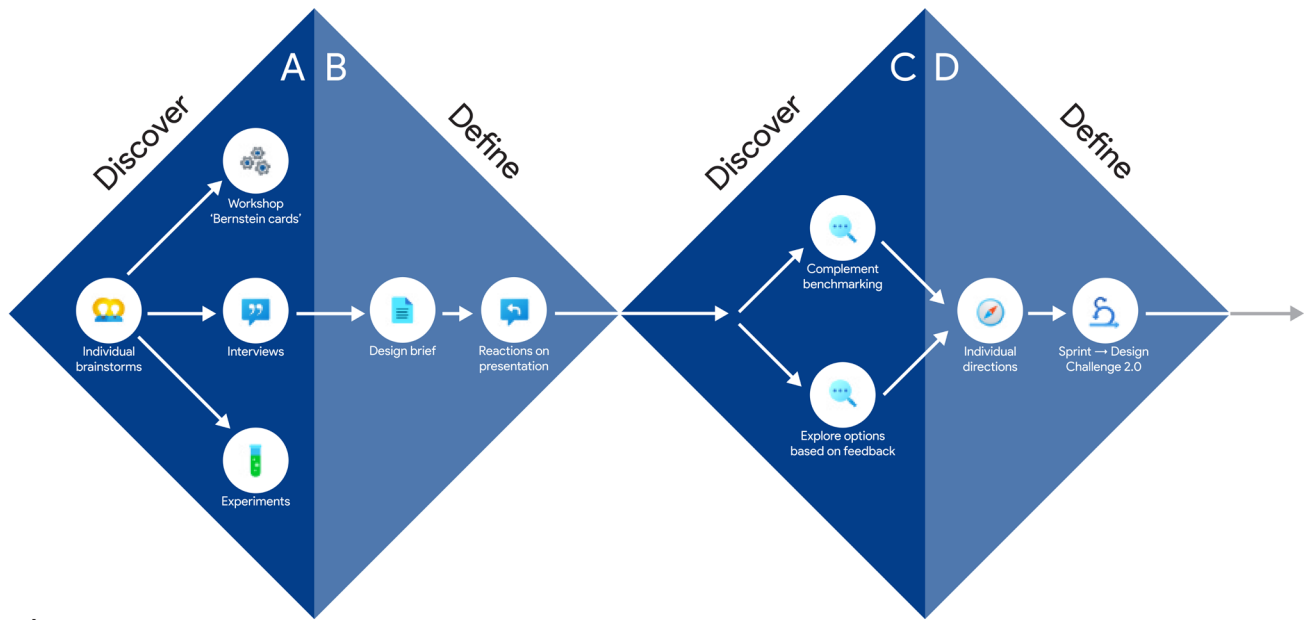 A
B
Discover
Define
Workshop
‘Bernstein cards’
Individual
brainstorms
Interviews
Experiments
Design brief
Reactions on
presentation
C
D
Discover
Define
Complement
benchmarking
Explore options
based on feedback
Individual
directions
Sprint → Design
Challenge 2.0